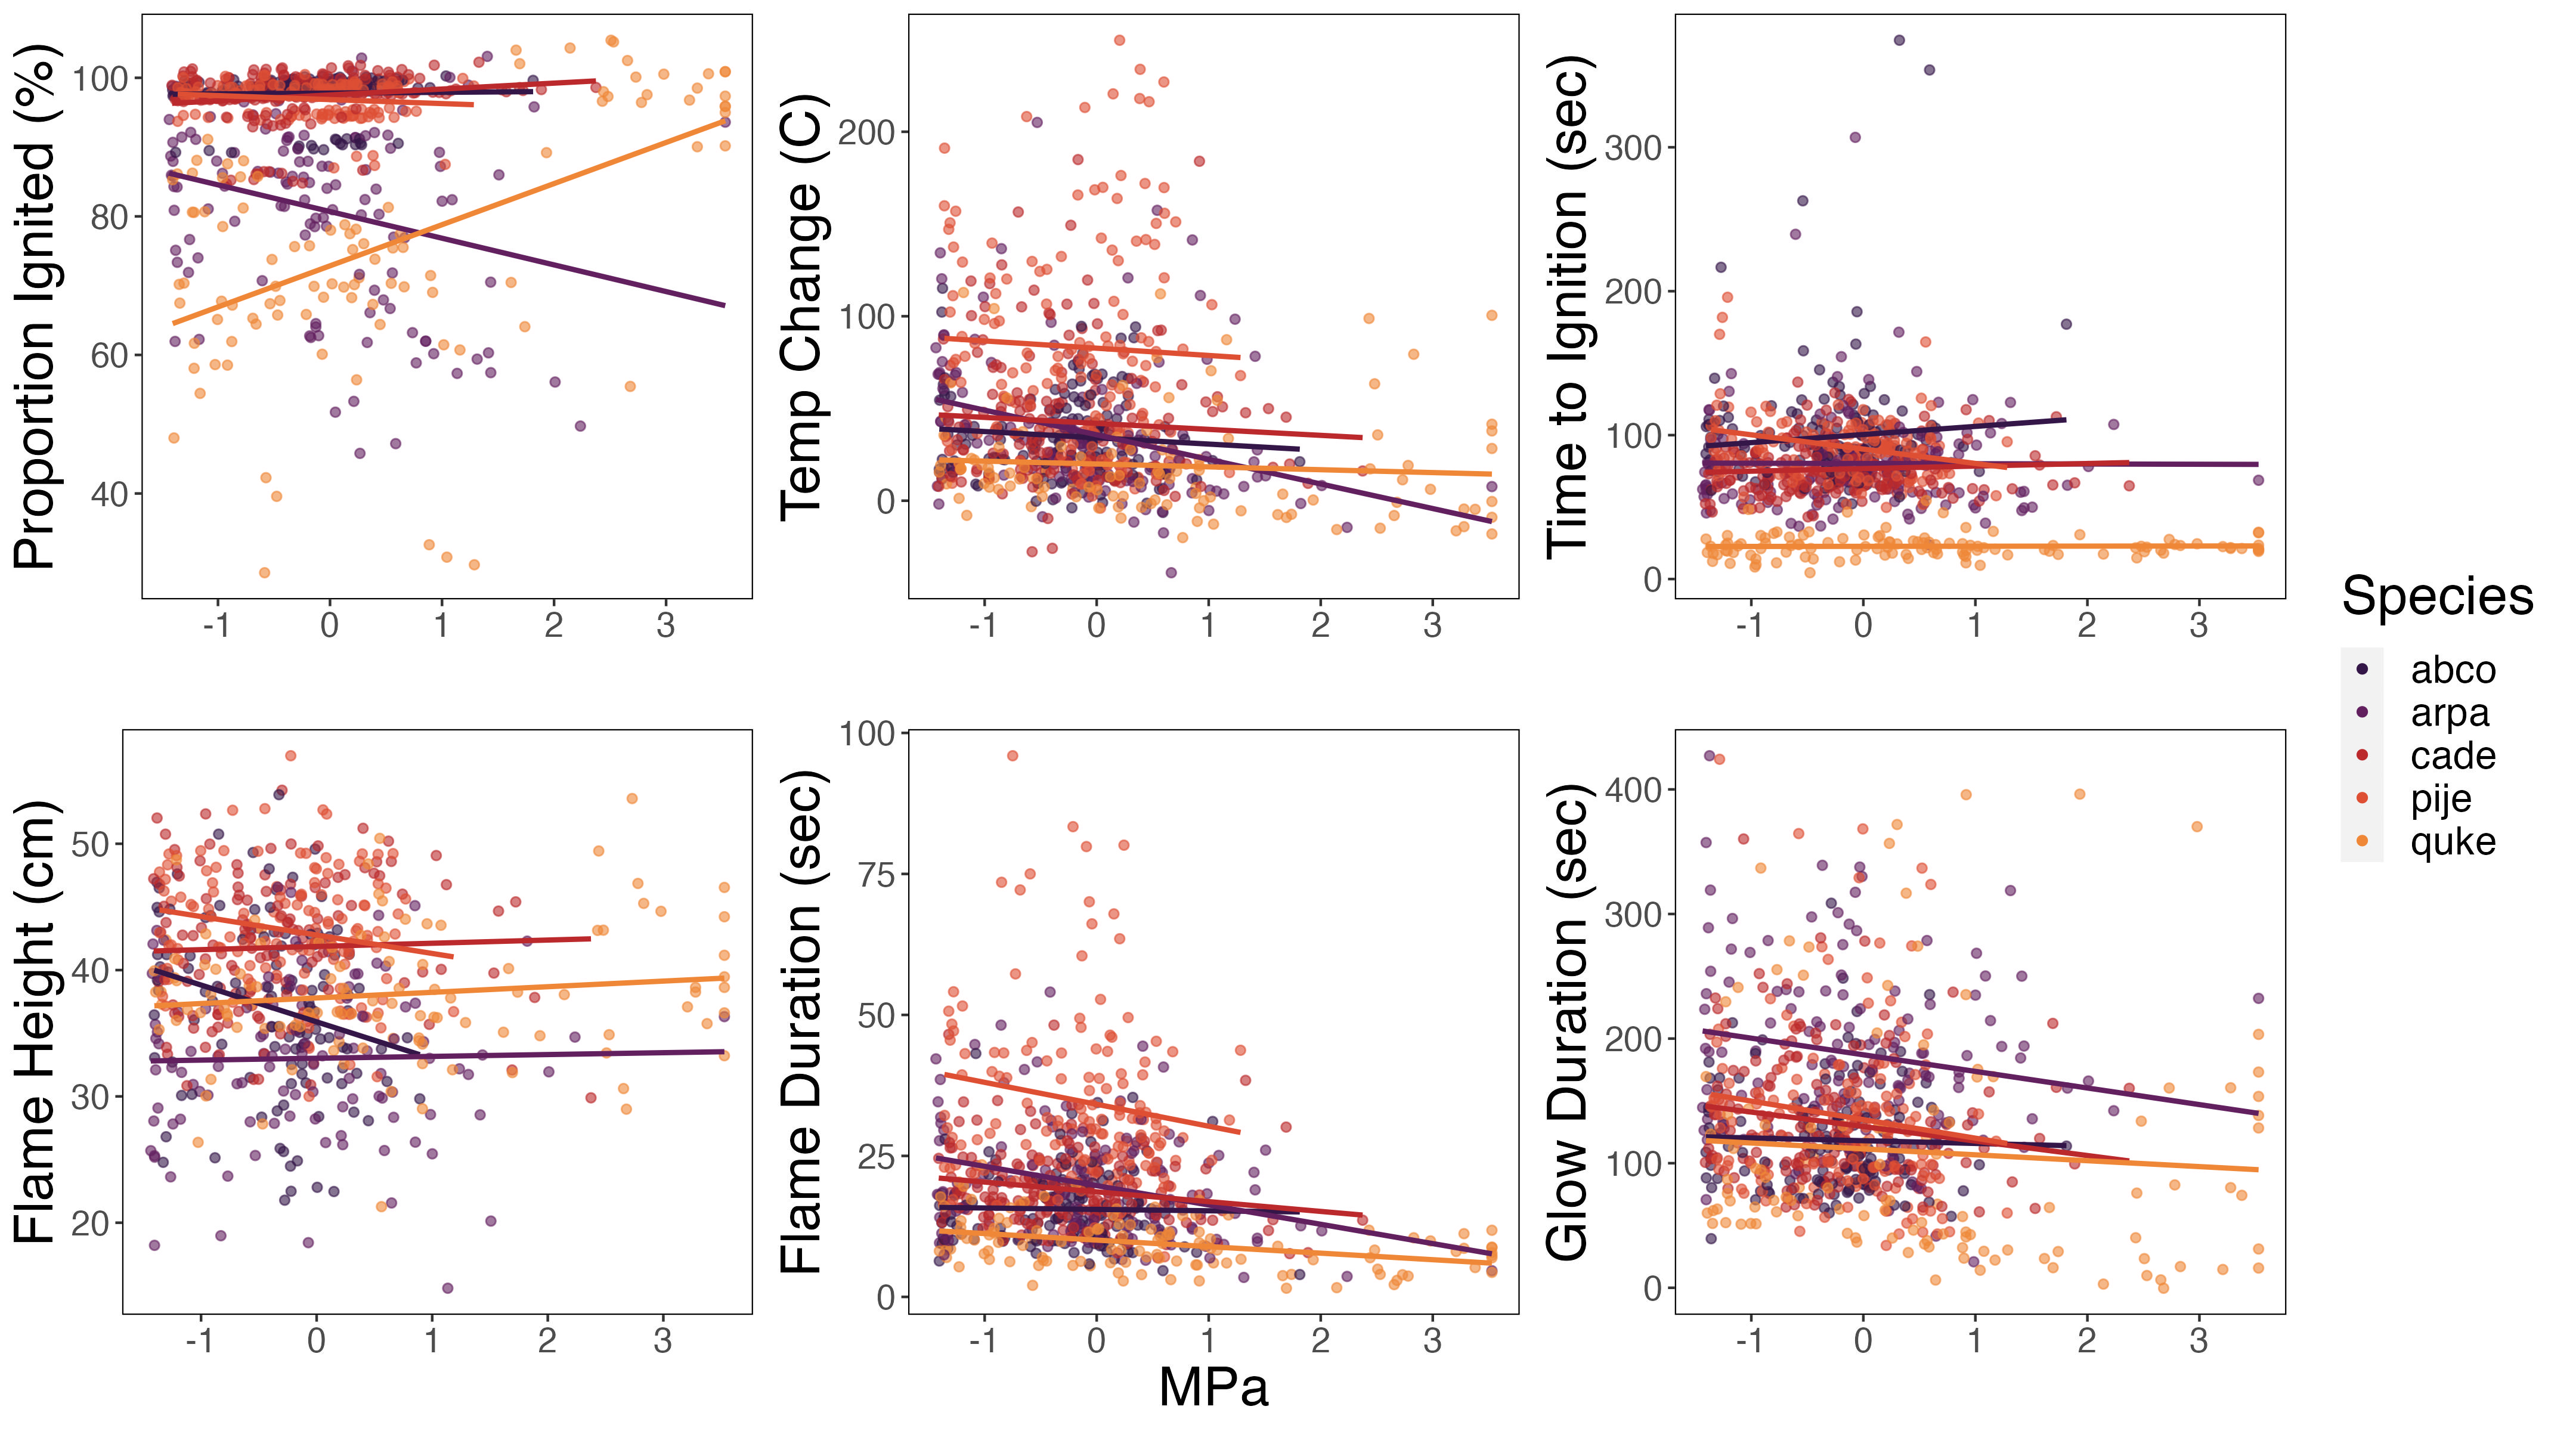 Proportion Ignited (%)
100
80
60
40
-1 0 1 2 3
Temp Change (C)
200
100
0
-1 0 1 2 3
Time to Ignition (sec)
300
200
100
0
-1 0 1 2 3
Flame Height (cm)
50
40
30
20
-1 0 1 2 3
Flame Duration (sec)
100
75
50
25
0
-1 0 1 2 3
Glow Duration (sec)
400
300
200
100
0
-1 0 1 2 3
MPa
Species
abco
arpa
cade
pije
quke